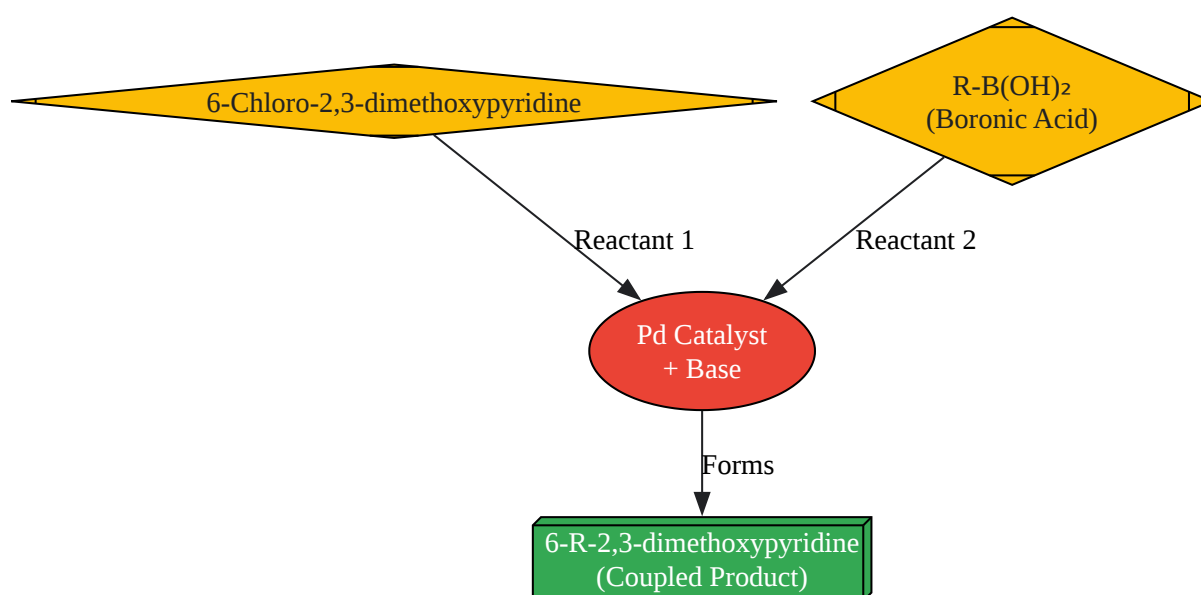 6-Chloro-2,3-dimethoxypyridine
R-B(OH)₂
(Boronic Acid)
Reactant 1
Reactant 2
Pd Catalyst
+ Base
Forms
6-R-2,3-dimethoxypyridine
(Coupled Product)